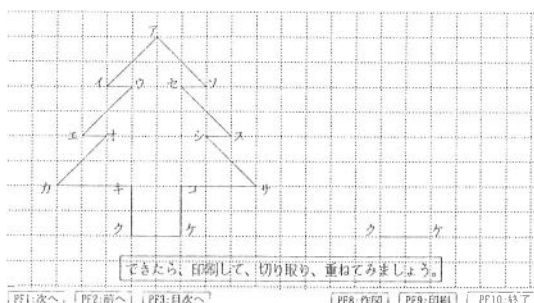 ア
イ ウ セ ソ
エ オ シ ス
カ キ コ サ
ク ケ ク ケ
できたら、印刷して、切り取り、重ねてみましょう。
PF1:次へ PF2:前へ PF3:目次へ PF8:作図 PF9:印刷 PF10:終了